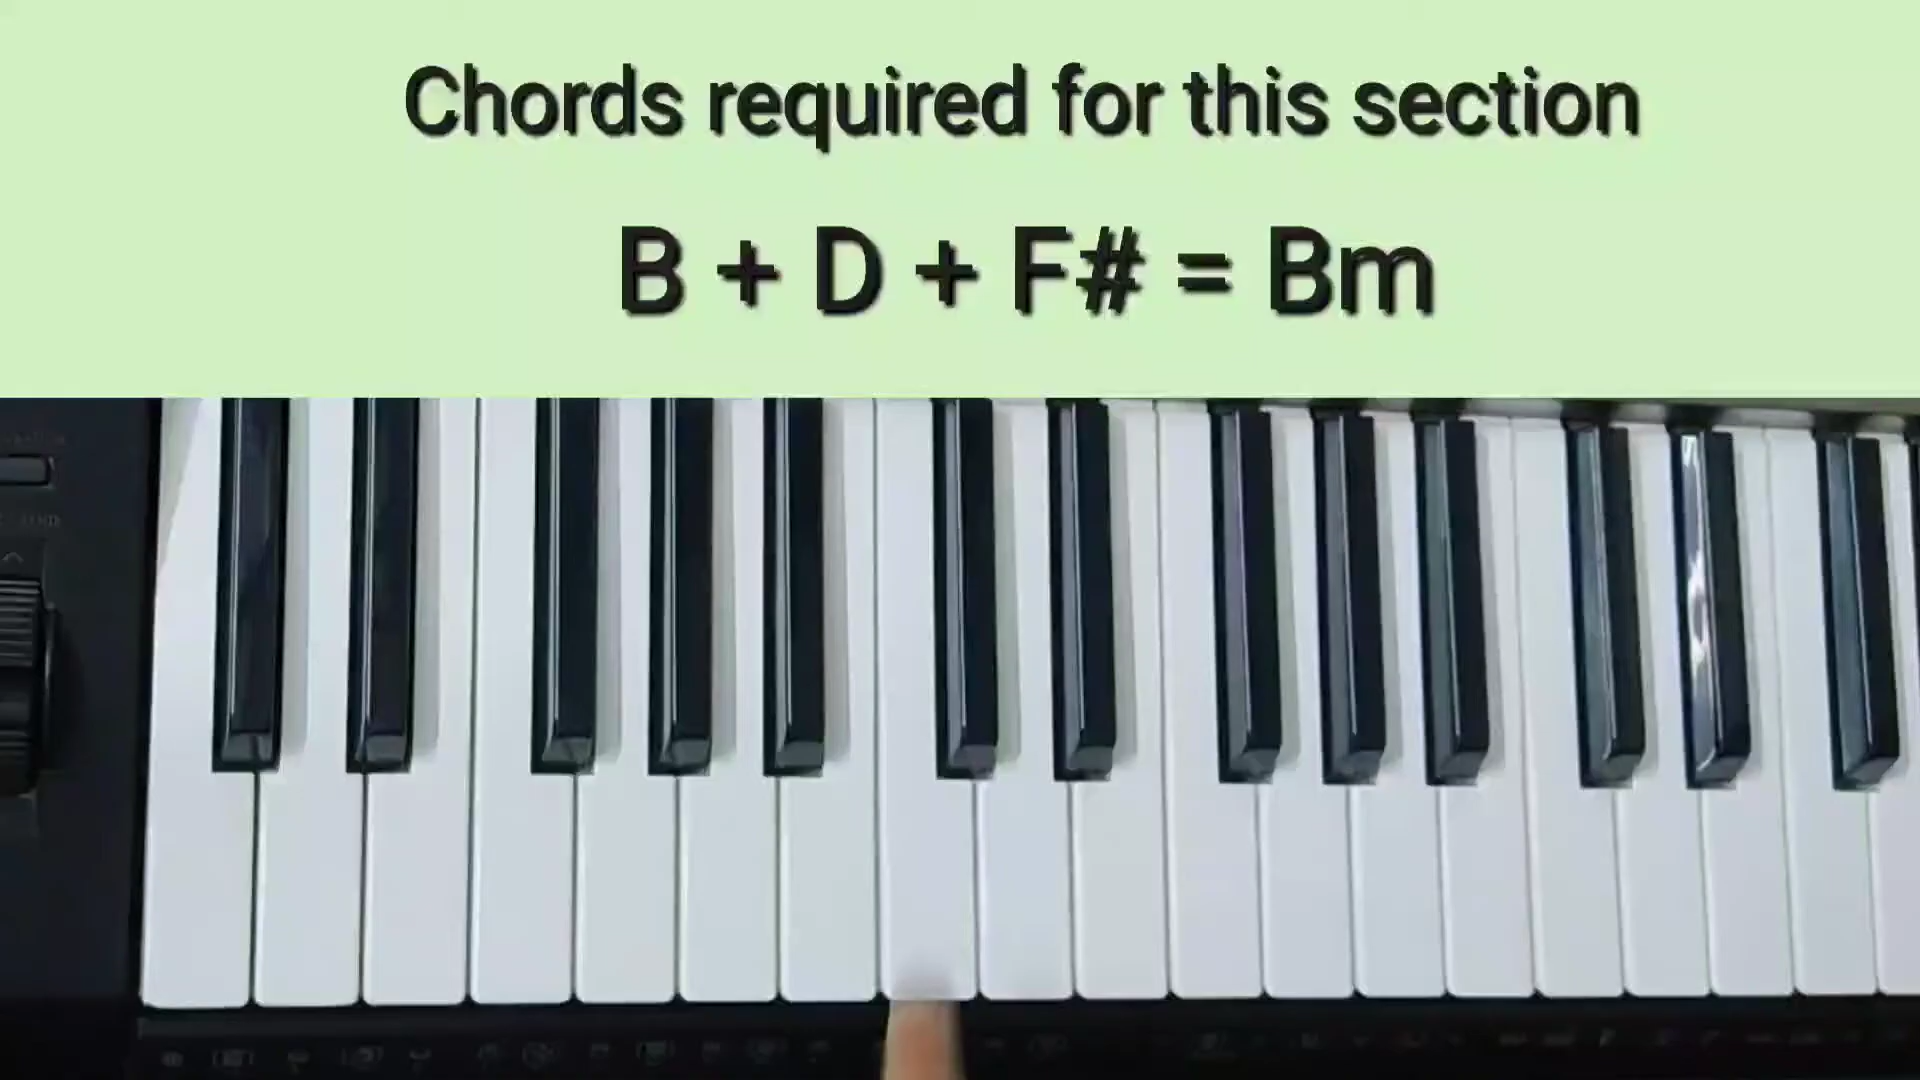 Chords required for this section
B + D + F# = Bm